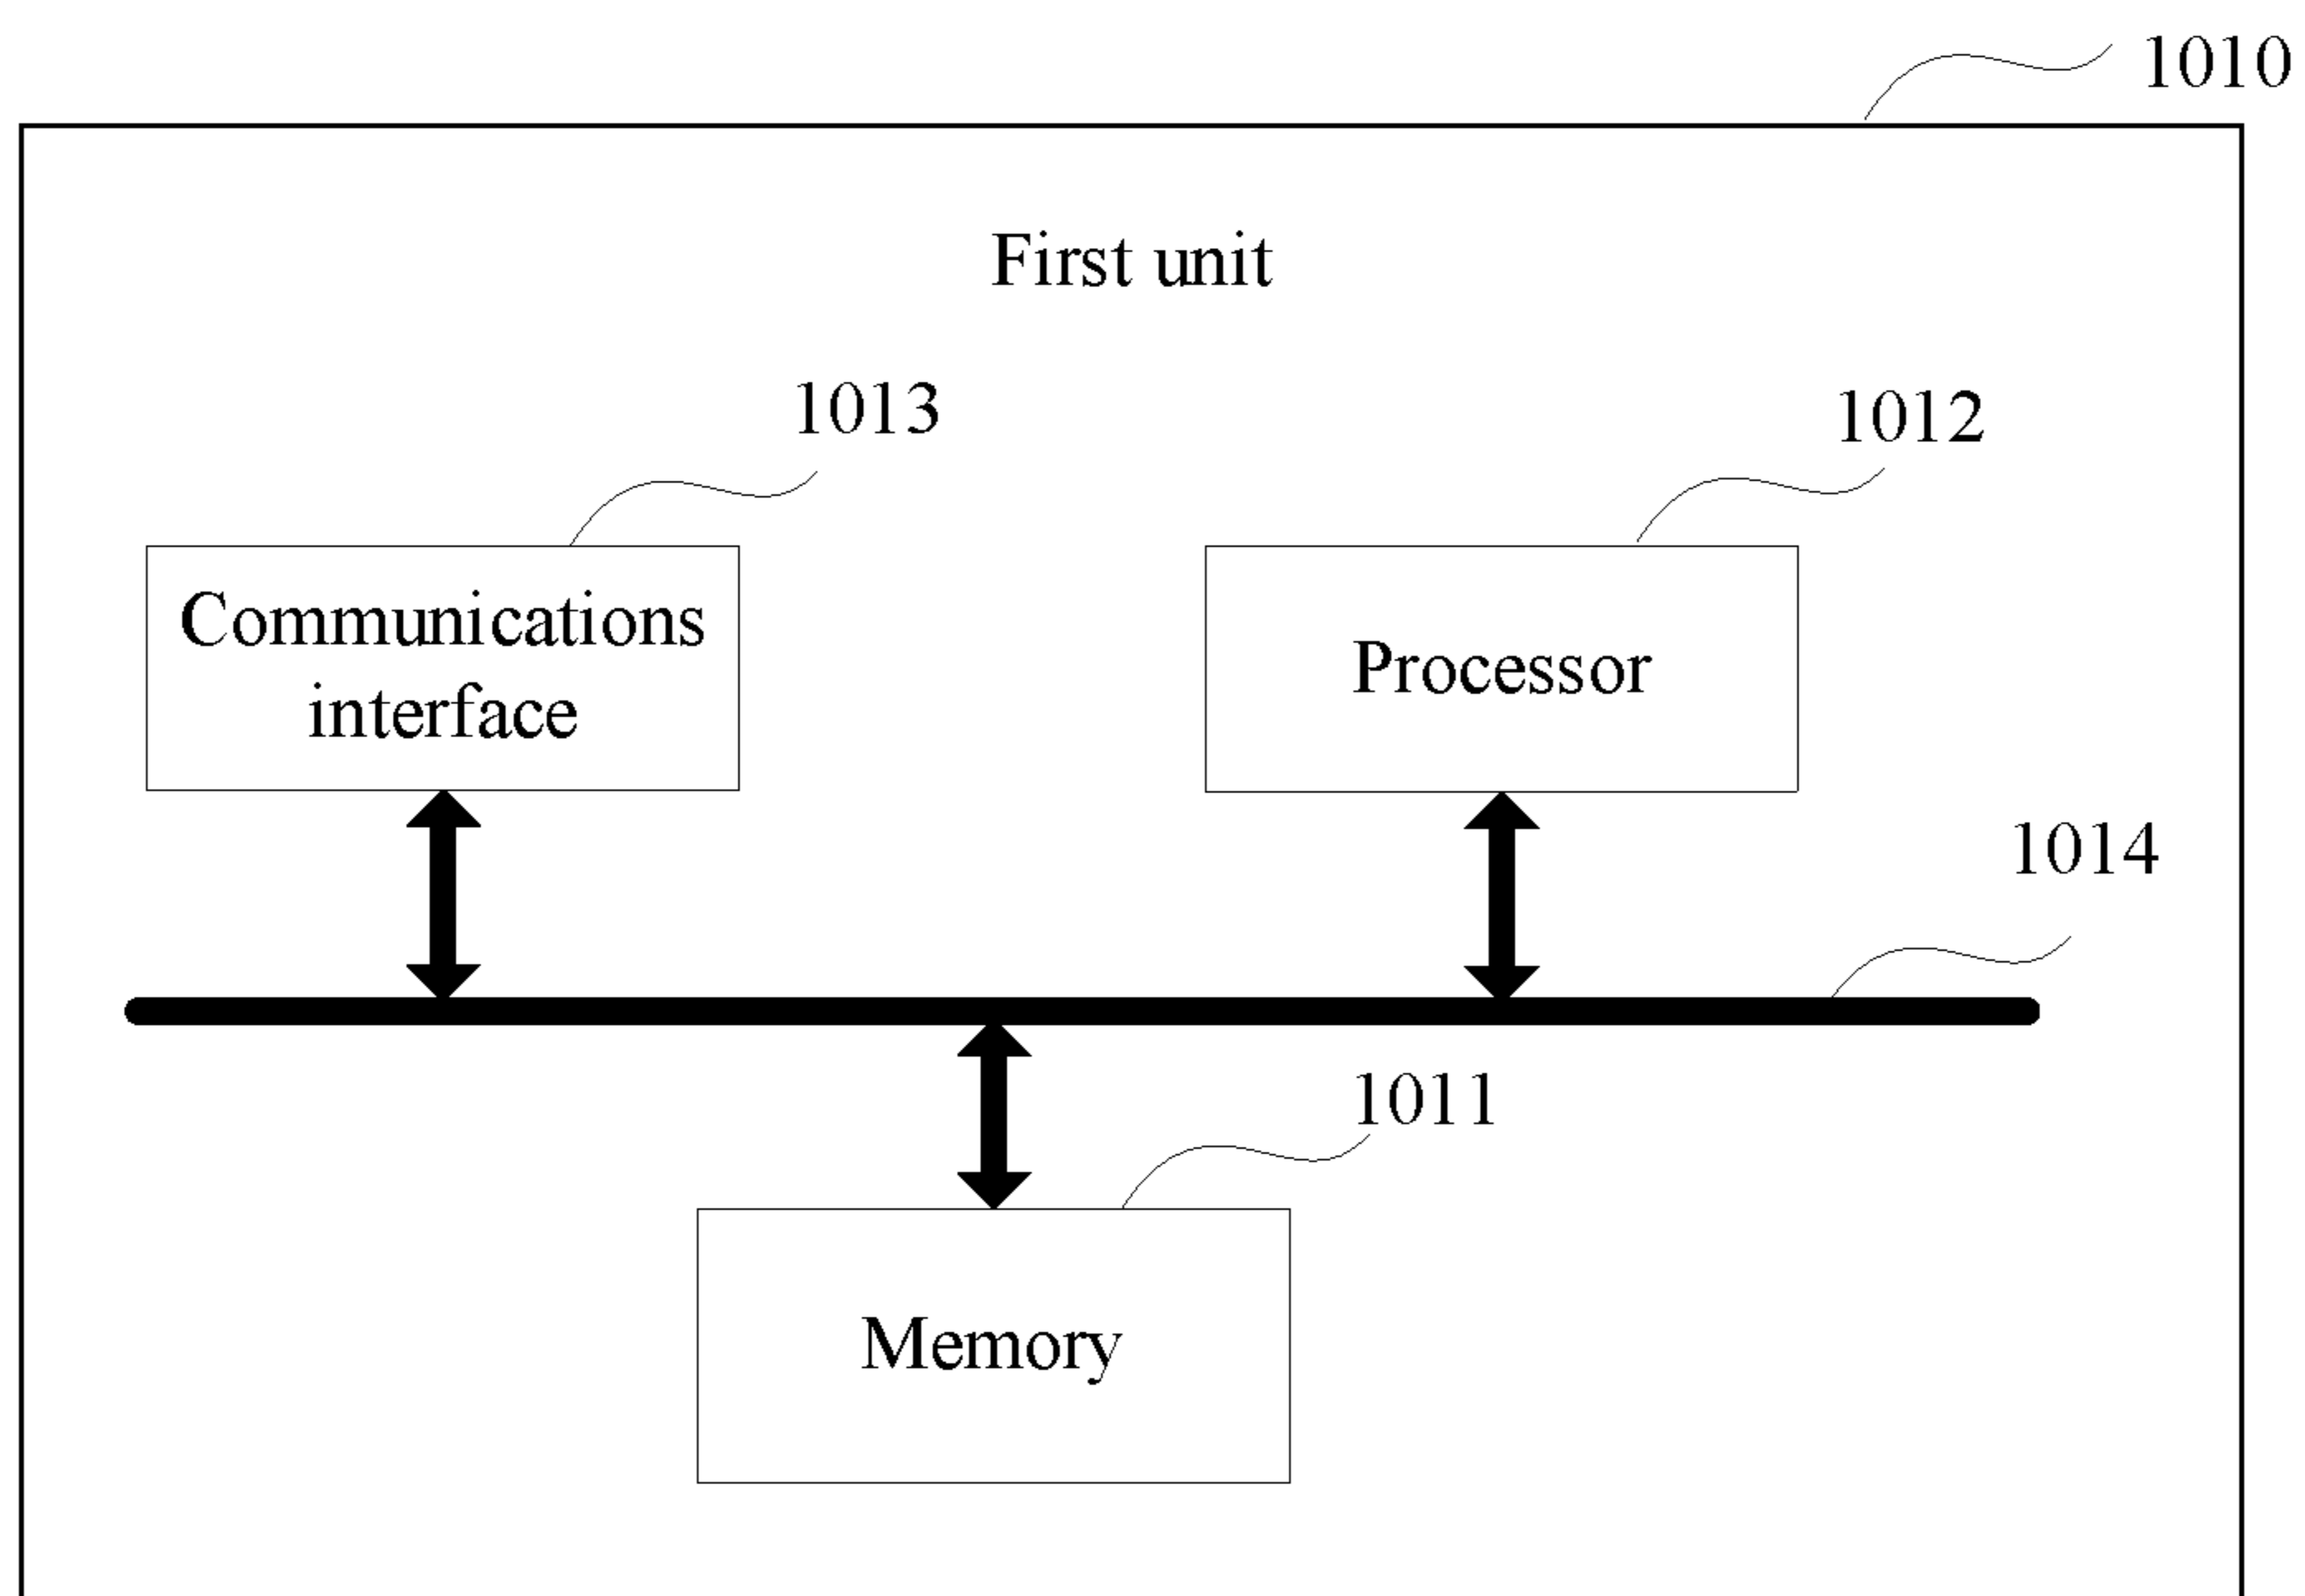 1010
First unit
1013
1012
Communications
interface
Processor
1014
1011
Memory